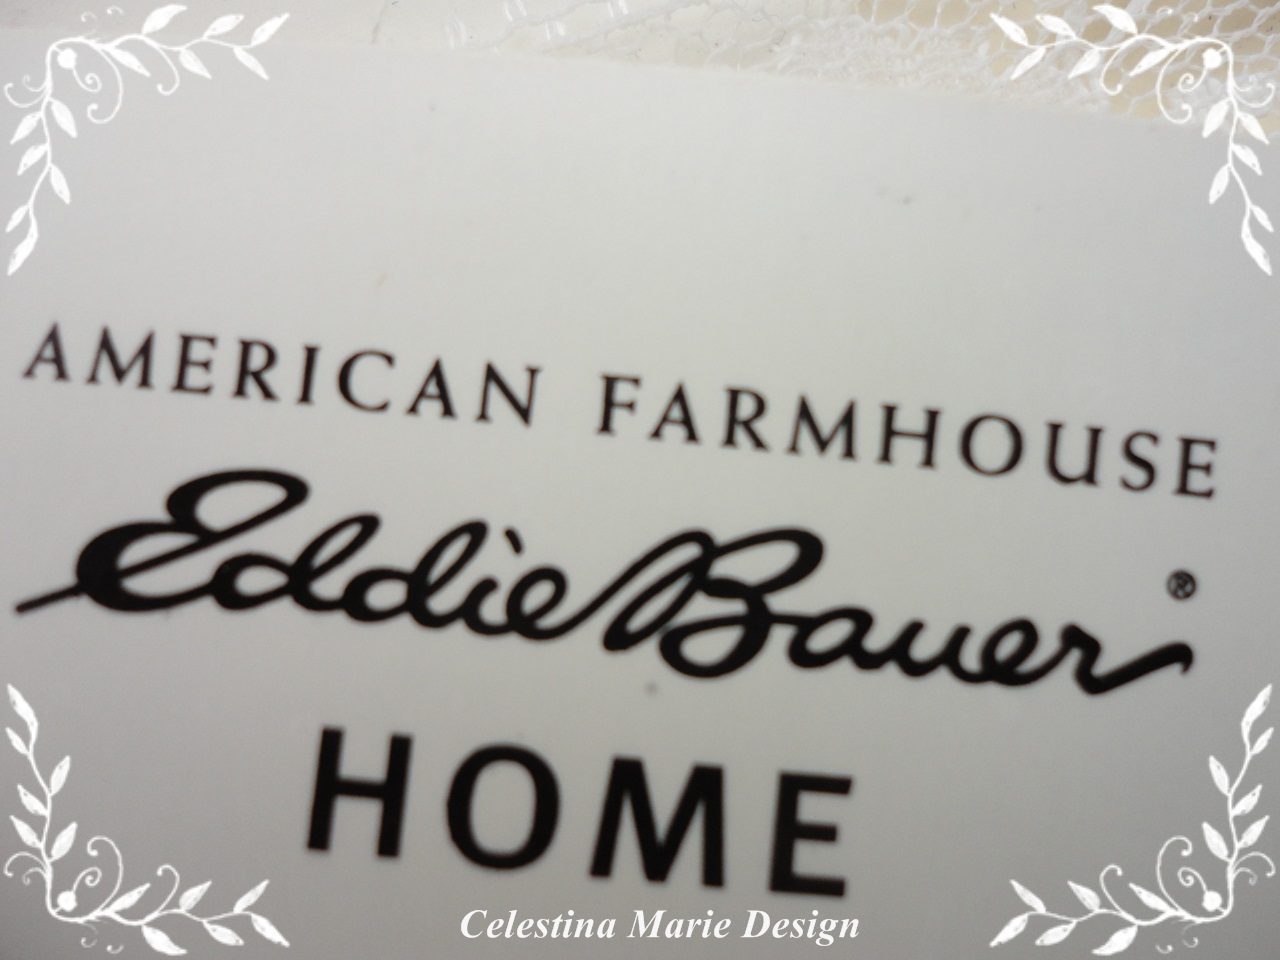 AMERICAN FARMHOUSE
Eddie Bauer ®
HOME
Celestina Marie Design